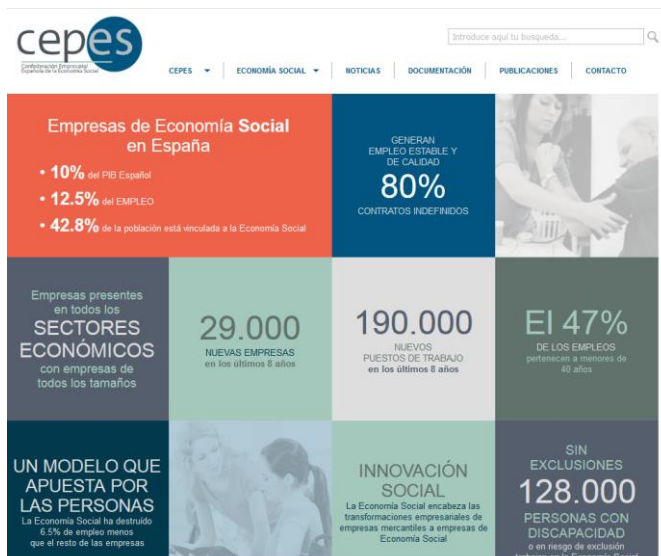 cepes
Confederación Empresarial
Española de la Economía Social
Introduce aquí tu busqueda...
CEPES
ECONOMÍA SOCIAL
NOTICIAS
DOCUMENTACIÓN
PUBLICACIONES
CONTACTO
Empresas de Economía Social
en España
• 10% del PIB Español
• 12.5% del EMPLEO
• 42.8% de la población está vinculada a la Economía Social
GENERAN
EMPLEO ESTABLE Y
DE CALIDAD
80%
CONTRATOS INDEFINIDOS
Empresas presentes
en todos los
SECTORES
ECONÓMICOS
con empresas de
todos los tamaños
29.000
NUEVAS EMPRESAS
en los últimos 8 años
190.000
NUEVOS
PUESTOS DE TRABAJO
en los últimos 8 años
El 47%
DE LOS EMPLEOS
pertenecen a menores de
40 años
UN MODELO QUE
APUESTA POR
LAS PERSONAS
La Economía Social ha destruído
6.5% de empleo menos
que el resto de las empresas
INNOVACIÓN
SOCIAL
La Economía Social encabeza las
transformaciones empresariales de
empresas mercantiles a empresas de
Economía Social
SIN
EXCLUSIONES
128.000
PERSONAS CON
DISCAPACIDAD
o en riesgo de exclusión
trabajan en la Economía Social